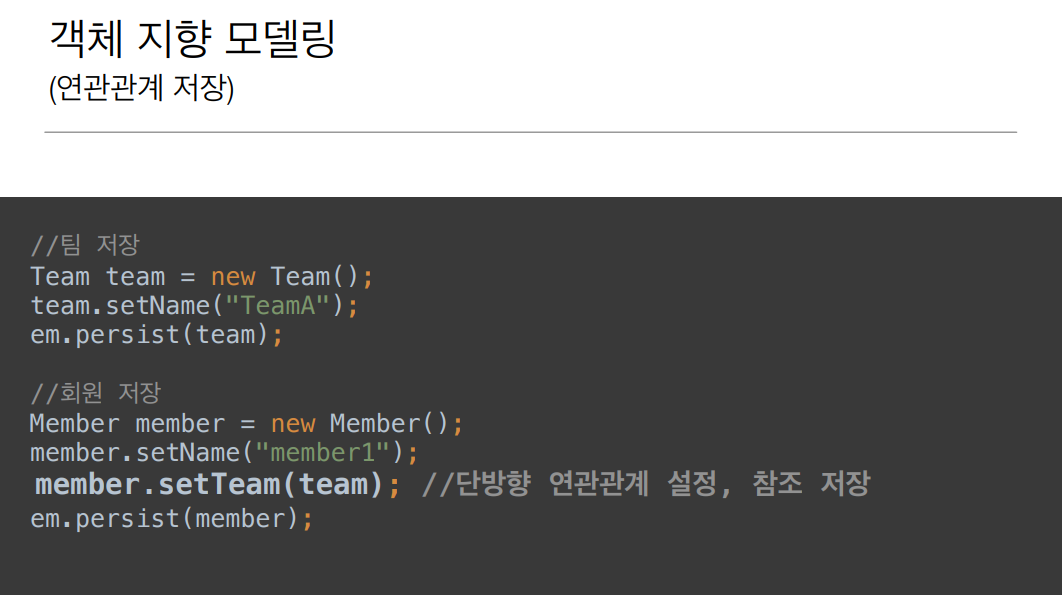 객체 지향 모델링
(연관관계 저장)
//팀 저장
Team team = new Team();
team.setName("TeamA");
em.persist(team);
//회원 저장
Member member = new Member();
member.setName("member1");
member.setTeam(team); //단방향 연관관계 설정, 참조 저장
em.persist(member);